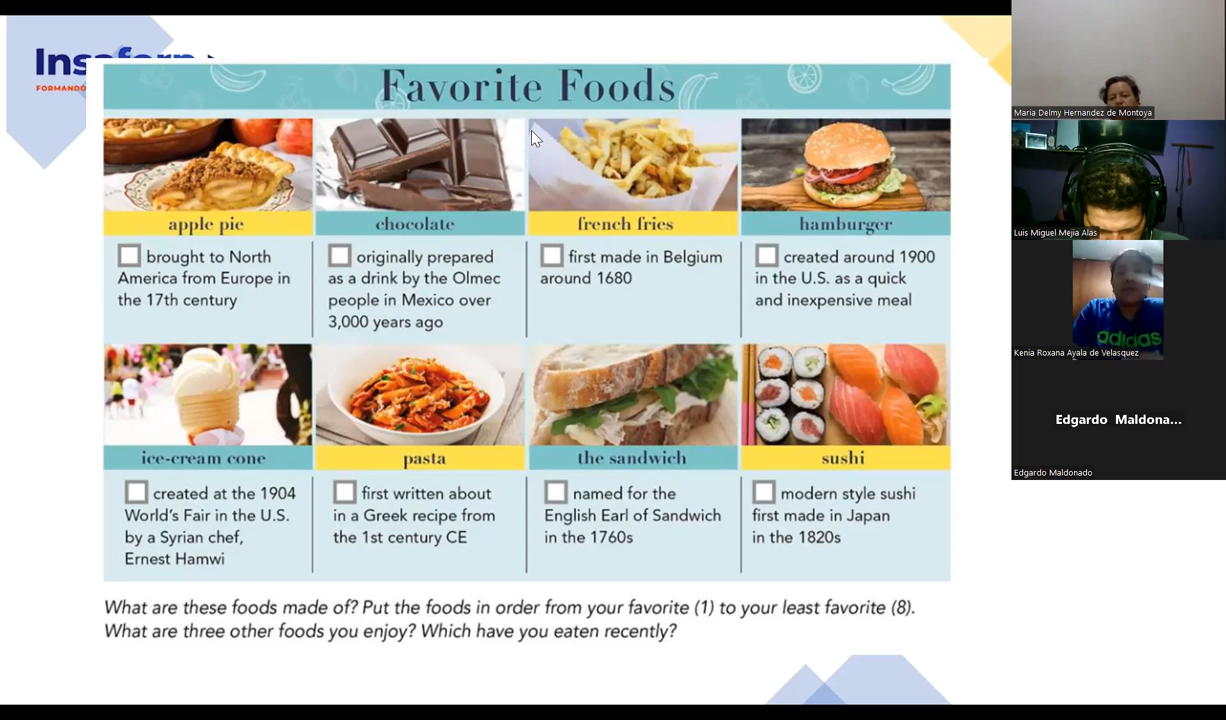 Insaforp
FORMANDO
Favorite Foods
apple pie
brought to North
America from Europe in
the 17th century
chocolate
originally prepared
as a drink by the Olmec
people in Mexico over
3,000 years ago
french fries
first made in Belgium
around 1680
hamburger
created around 1900
in the U.S. as a quick
and inexpensive meal
ice-cream cone
created at the 1904
World's Fair in the U.S.
by a Syrian chef,
Ernest Hamwi
pasta
first written about
in a Greek recipe from
the 1st century CE
the sandwich
named for the
English Earl of Sandwich
in the 1760s
sushi
modern style sushi
first made in Japan
in the 1820s
What are these foods made of? Put the foods in order from your favorite (1) to your least favorite (8).
What are three other foods you enjoy? Which have you eaten recently?
Maria Delmy Hernandez de Montoya
Luis Miguel Mejia Alas
adidas
Kenia Roxana Ayala de Velasquez
Edgardo Maldona...
Edgardo Maldonado